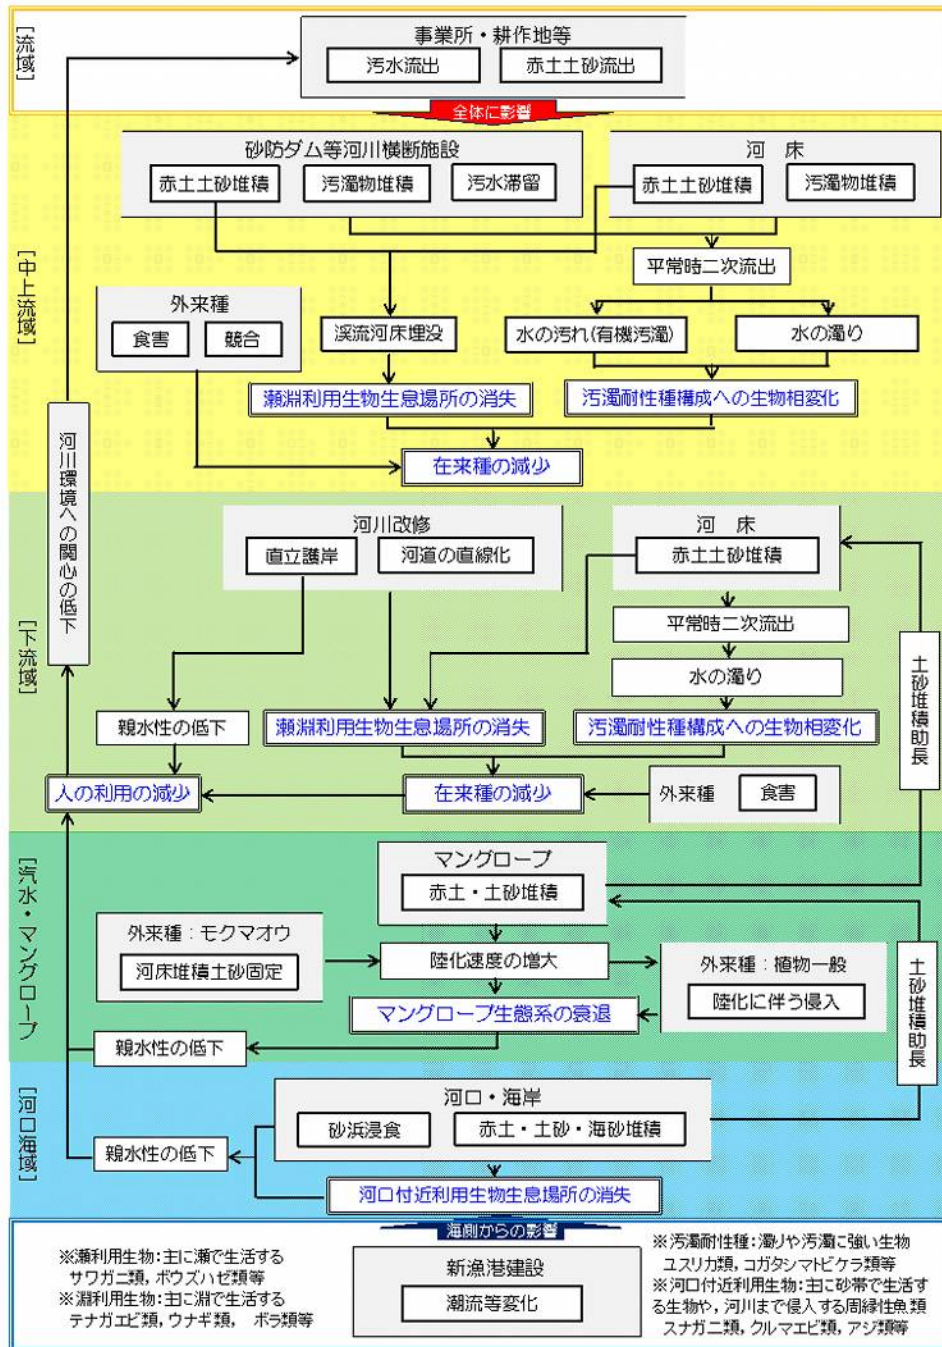 [流域]
事業所・耕作地等
汚水流出
赤土土砂流出
全体に影響
[中上流域]
砂防ダム等河川横断施設
赤土土砂堆積
汚濁物堆積
汚水滞留
河　床
赤土土砂堆積
汚濁物堆積
平常時二次流出
外来種
食害
競合
渓流河床埋没
水の汚れ(有機汚濁)
水の濁り
瀬淵利用生物生息場所の消失
汚濁耐性種構成への生物相変化
在来種の減少
河川環境への関心の低下
[下流域]
河川改修
直立護岸
河道の直線化
河　床
赤土土砂堆積
平常時二次流出
水の濁り
土砂堆積助長
親水性の低下
瀬淵利用生物生息場所の消失
汚濁耐性種構成への生物相変化
人の利用の減少
在来種の減少
外来種
食害
[汽水・マングローブ]
マングローブ
赤土・土砂堆積
外来種：モクマオウ
河床堆積土砂固定
陸化速度の増大
外来種：植物一般
陸化に伴う侵入
土砂堆積助長
マングローブ生態系の衰退
親水性の低下
[河口海域]
河口・海岸
砂浜浸食
赤土・土砂・海砂堆積
親水性の低下
河口付近利用生物生息場所の消失
海側からの影響
新漁港建設
潮流等変化
※瀬利用生物：主に瀬で生活する
サワガニ類，ボウズハゼ類等
※淵利用生物：主に淵で生活する
テナガエビ類，ウナギ類，　ボラ類等
※汚濁耐性種：濁りや汚濁に強い生物
ユスリカ類，コガタシマトビケラ類等
※河口付近利用生物：主に砂帯で生活す
る生物や，河川まで侵入する周縁性魚類
スナガニ類，クルマエビ類，アジ類等